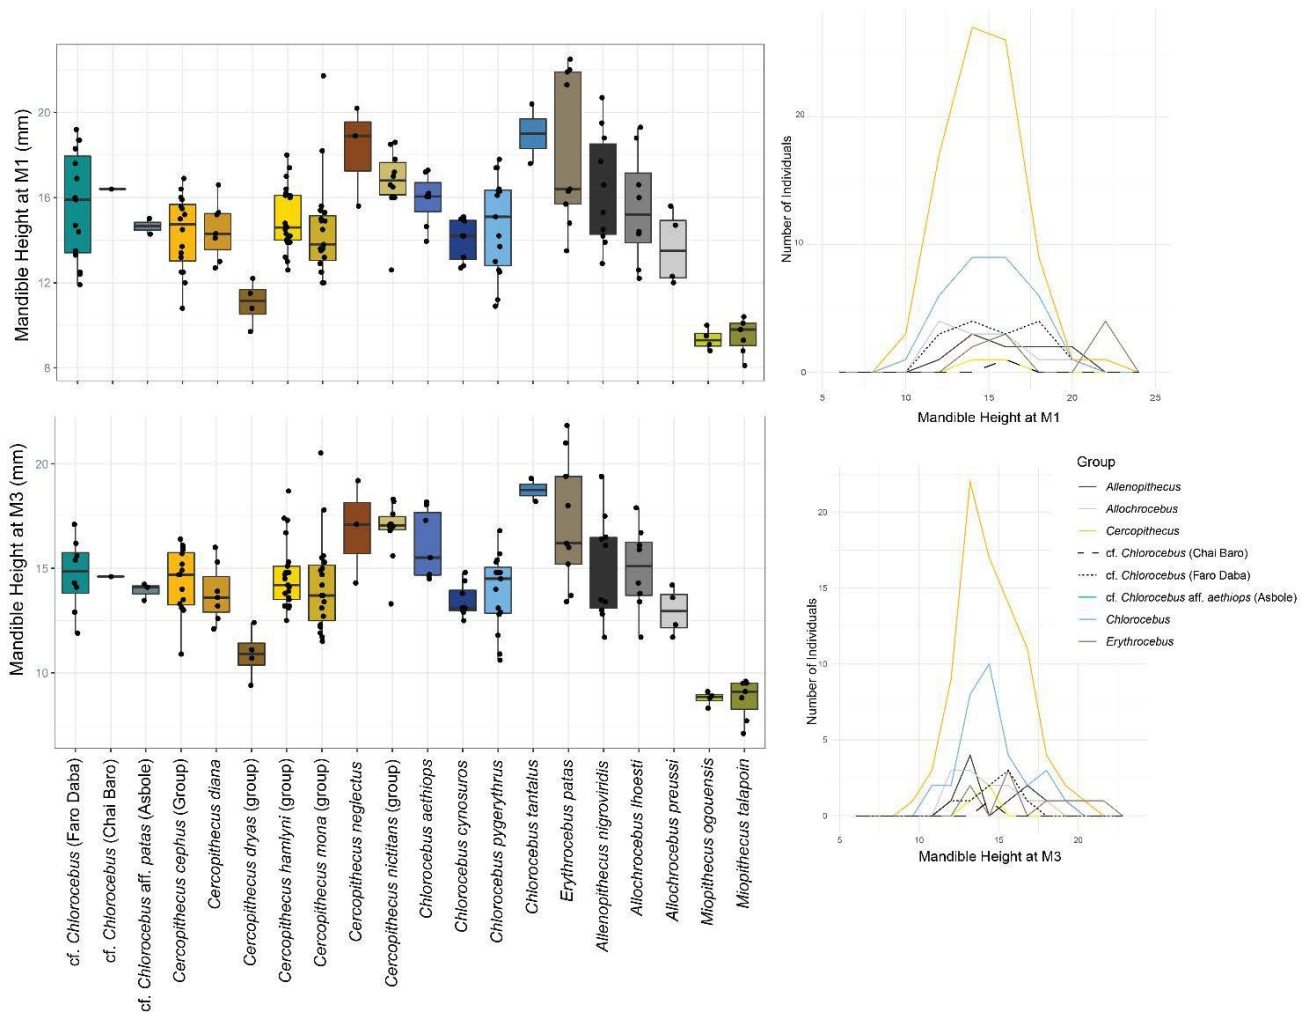 Mandible Height at M1 (mm)
20
16
12
8
Mandible Height at M3 (mm)
20
15
10
cf. Chlorocebus (Faro Daba)
cf. Chlorocebus (Chai Baro)
cf. Chlorocebus aff. patas (Asbole)
Cercopithecus cephus (Group)
Cercopithecus diana
Cercopithecus dryas (group)
Cercopithecus hamlyni (group)
Cercopithecus mona (group)
Cercopithecus neglectus
Cercopithecus nictitans (group)
Chlorocebus aethiops
Chlorocebus cynosuros
Chlorocebus pygerythrus
Chlorocebus tantalus
Erythrocebus patas
Allenopithecus nigroviridis
Allochrocebus lhoesti
Allochrocebus preussi
Miopithecus ogouensis
Miopithecus talapoin
Number of Individuals
20
10
0
5 10 15 20 25
Mandible Height at M1
Group
Allenopithecus
Allochrocebus
Cercopithecus
cf. Chlorocebus (Chai Baro)
cf. Chlorocebus (Faro Daba)
cf. Chlorocebus aff. aethiops (Asbole)
Chlorocebus
Erythrocebus
Number of Individuals
20
15
10
5
0
5 10 15 20
Mandible Height at M3